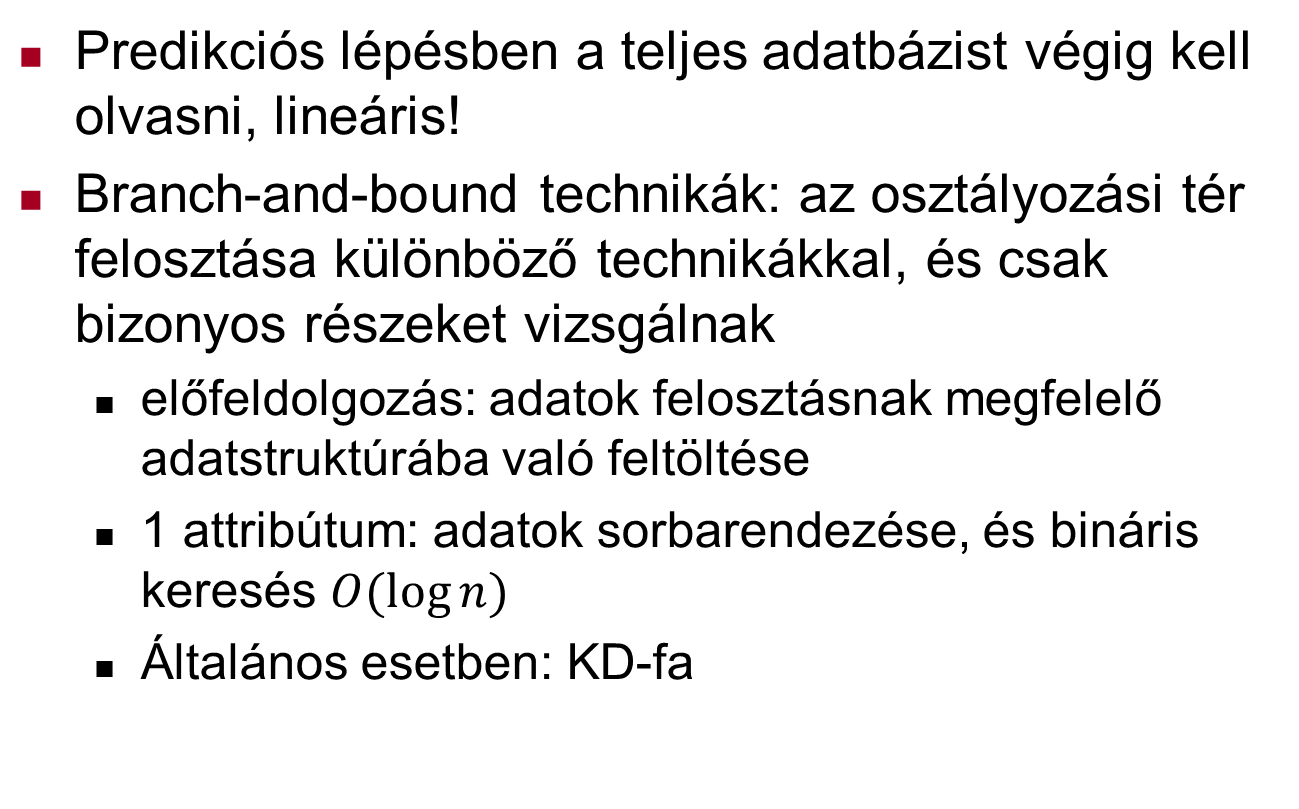 Predikciós lépésben a teljes adatbázist végig kell
olvasni, lineáris!
Branch-and-bound technikák: az osztályozási tér
felosztása különböző technikákkal, és csak
bizonyos részeket vizsgálnak
előfeldolgozás: adatok felosztásnak megfelelő
adatstruktúrába való feltöltése
1 attribútum: adatok sorbarendezése, és bináris
keresés O(log n)
Általános esetben: KD-fa